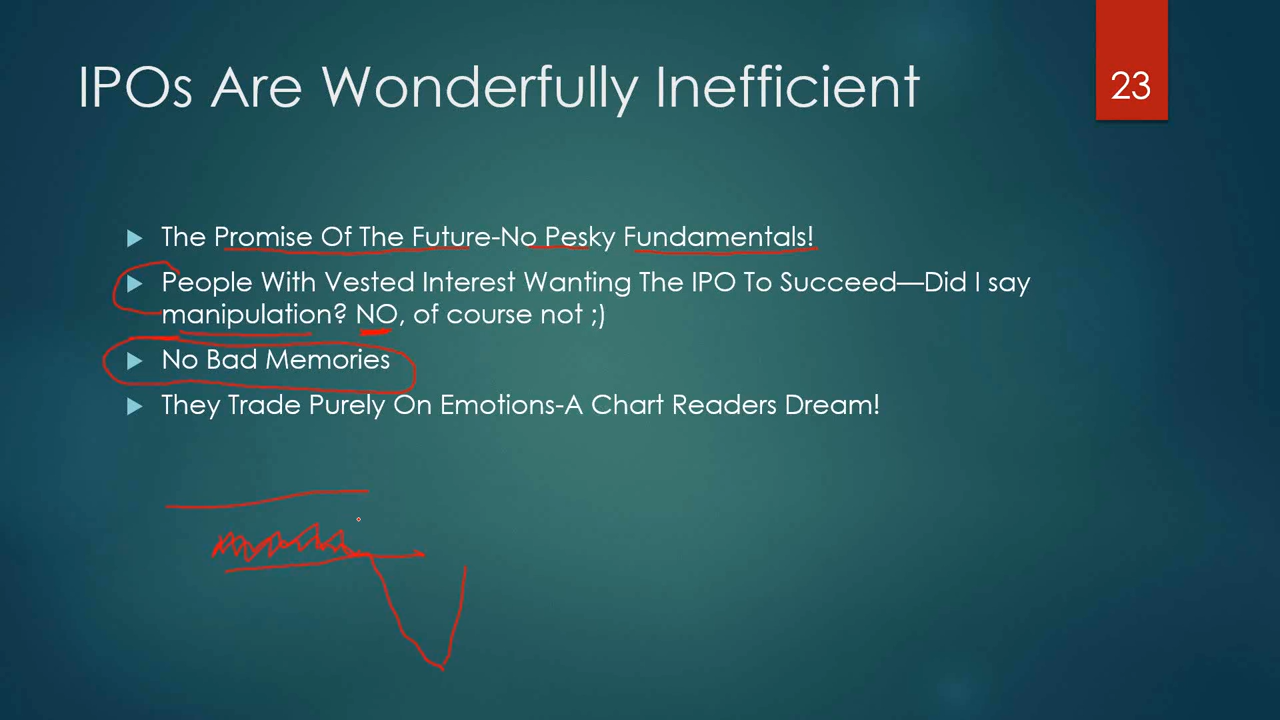 IPOs Are Wonderfully Inefficient
23
The Promise Of The Future-No Pesky Fundamentals!
People With Vested Interest Wanting The IPO To Succeed—Did I say
manipulation? NO, of course not ;)
No Bad Memories
They Trade Purely On Emotions-A Chart Readers Dream!